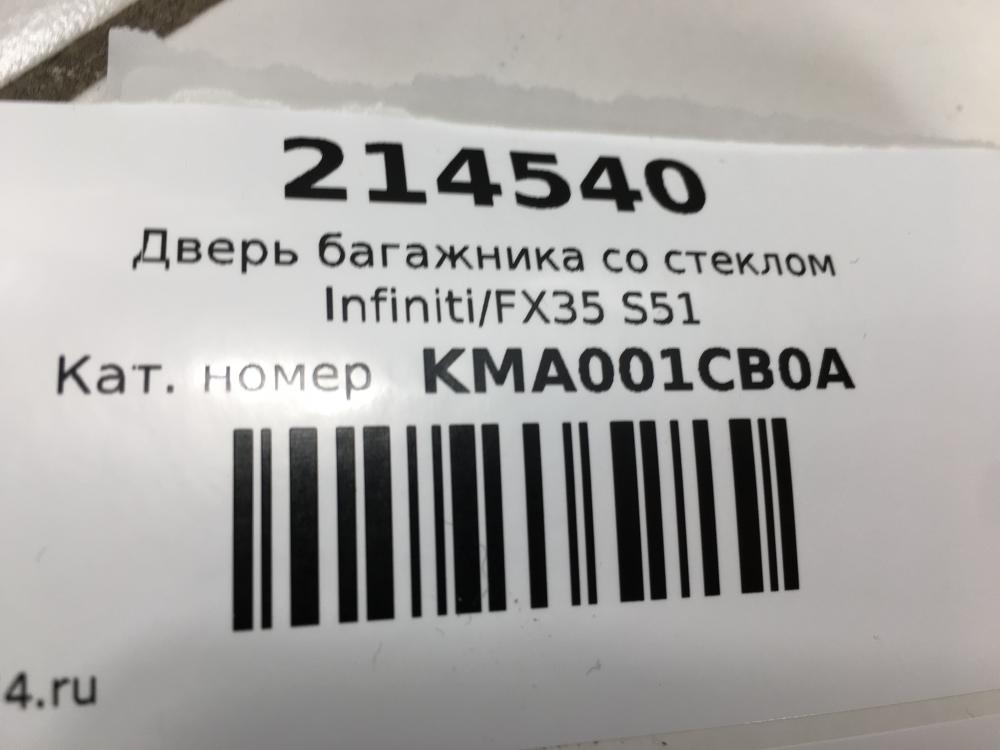 214540
Дверь багажника со стеклом
Infiniti/FX35 S51
Кат. номер KMA001CB0A
4.ru